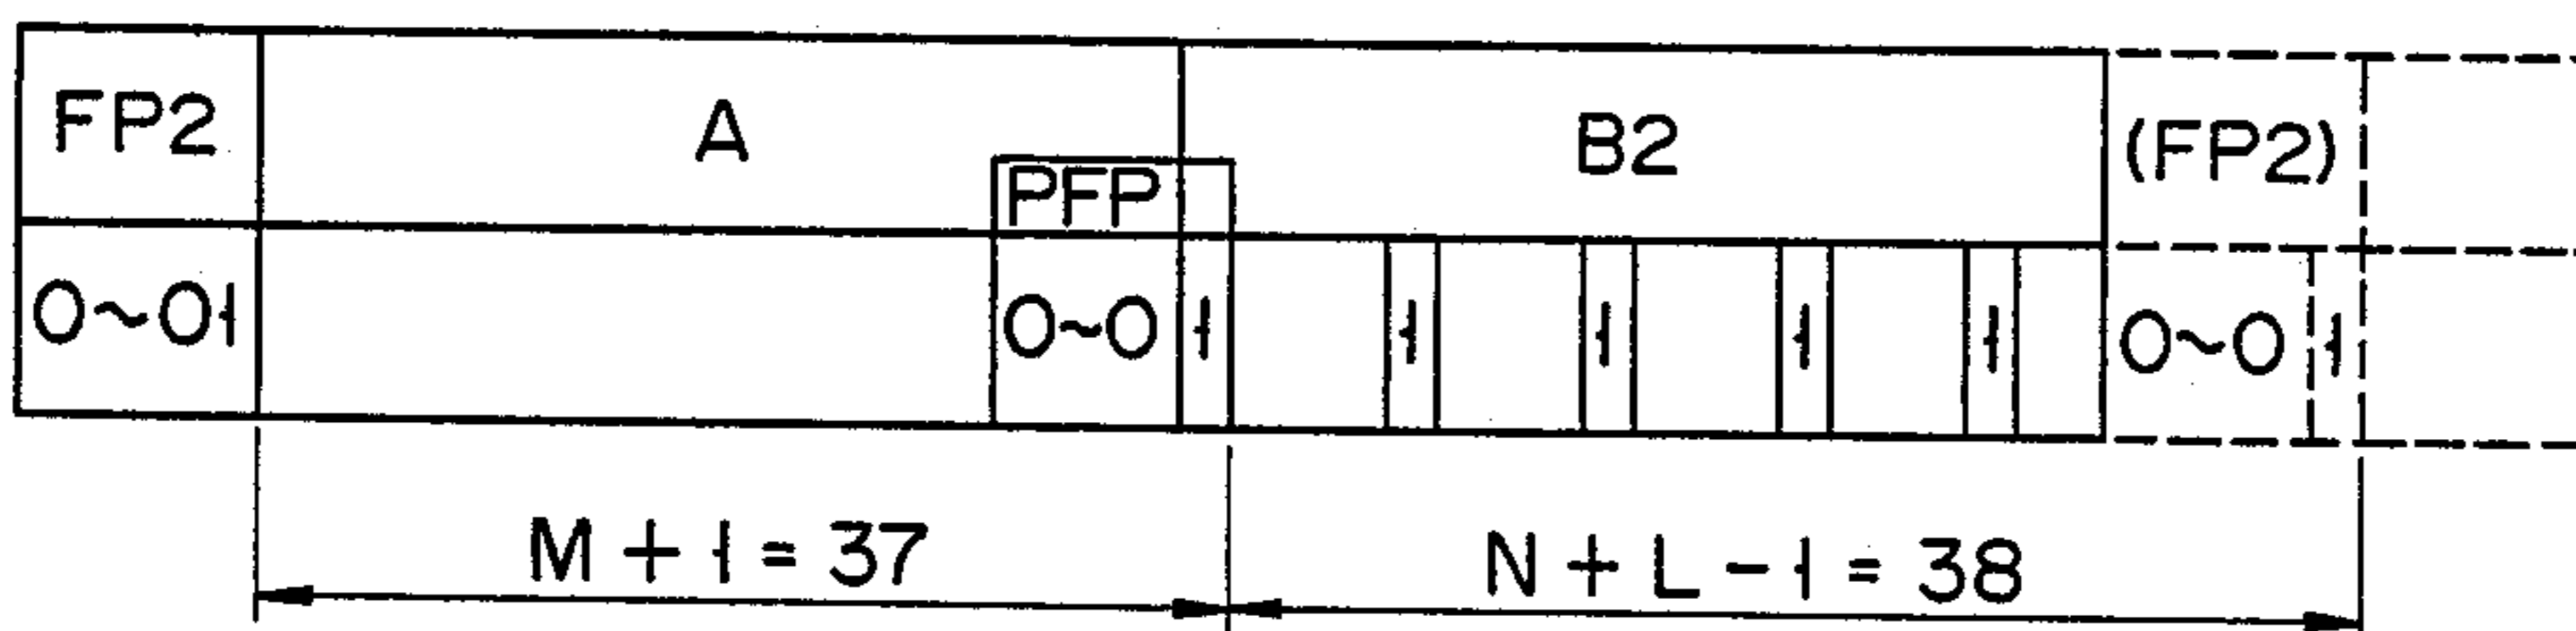 FP2 A B2 (FP2)
PFP
0~01 0~0 1 1 1 1 1 0~0 1
M + 1 = 37 N + L - 1 = 38